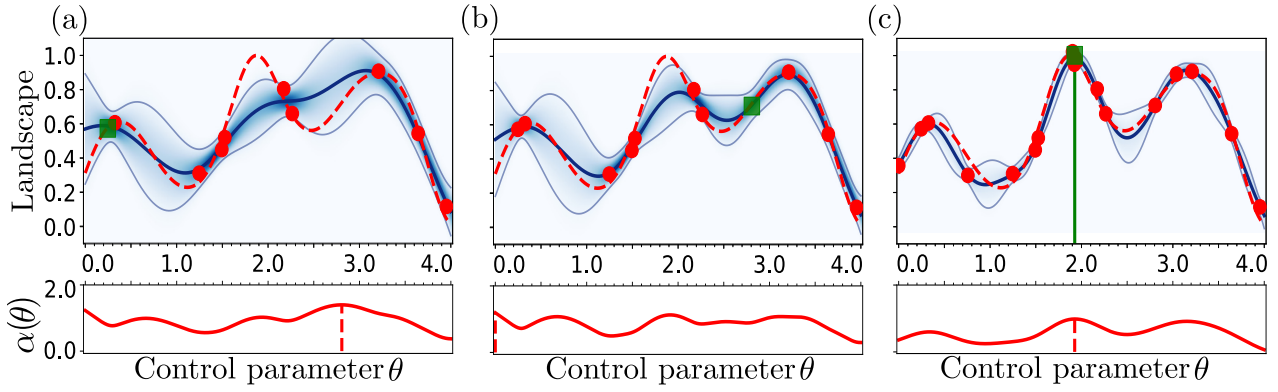 (a) (b) (c)
Landscape
1.0
0.8
0.6
0.4
0.2
0.0
0.0 1.0 2.0 3.0 4.0
0.0 1.0 2.0 3.0 4.0
0.0 1.0 2.0 3.0 4.0
α(θ)
2.0
0.0
Control parameter θ
Control parameter θ
Control parameter θ